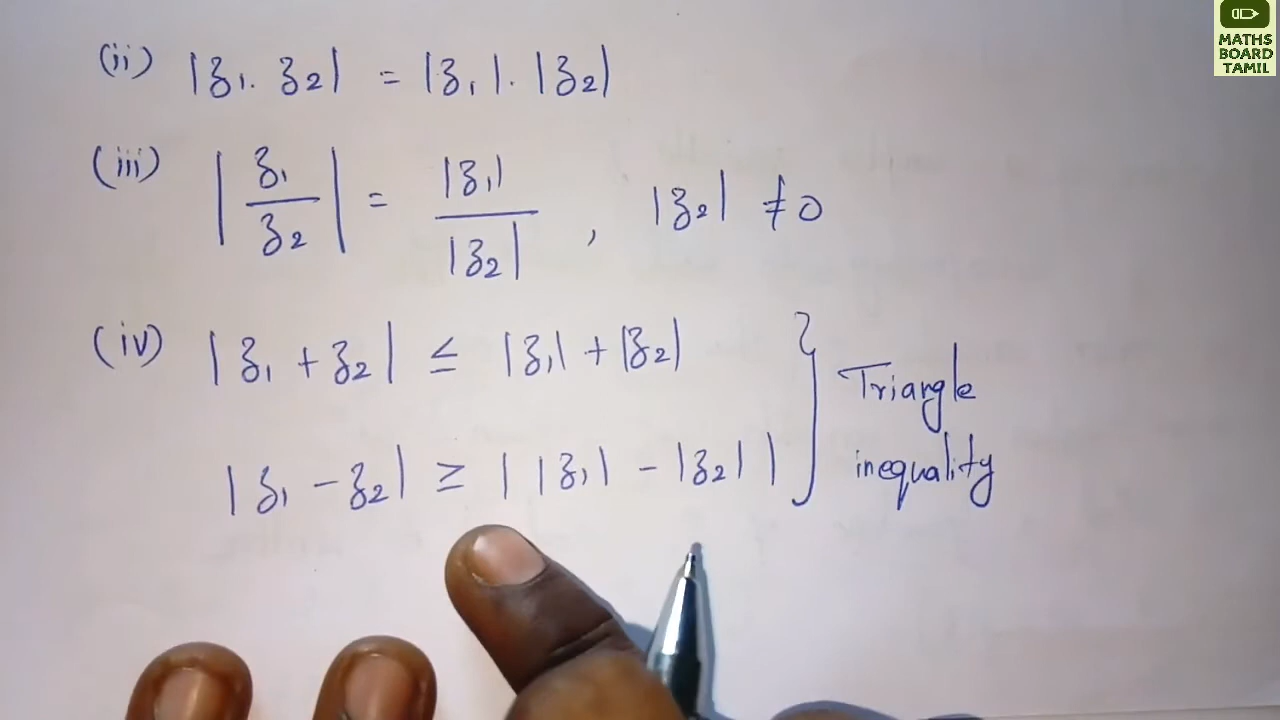 MATHS
BOARD
TAMIL
(ii) |z₁. z₂| = |z₁|. |z₂|
(iii) |z₁/z₂| = |z₁|/|z₂| , |z₂| ≠ 0
(iv) |z₁ + z₂| ≤ |z₁| + |z₂|
|z₁ - z₂| ≥ | |z₁| - |z₂| |
} Triangle
inequality